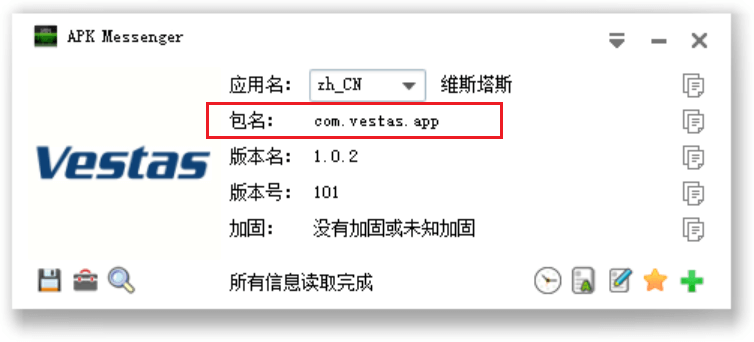 APK Messenger
应用名： zh_CN 维斯塔斯
包名： com.vestas.app
Vestas
版本名： 1.0.2
版本号： 101
加固： 没有加固或未知加固
所有信息读取完成